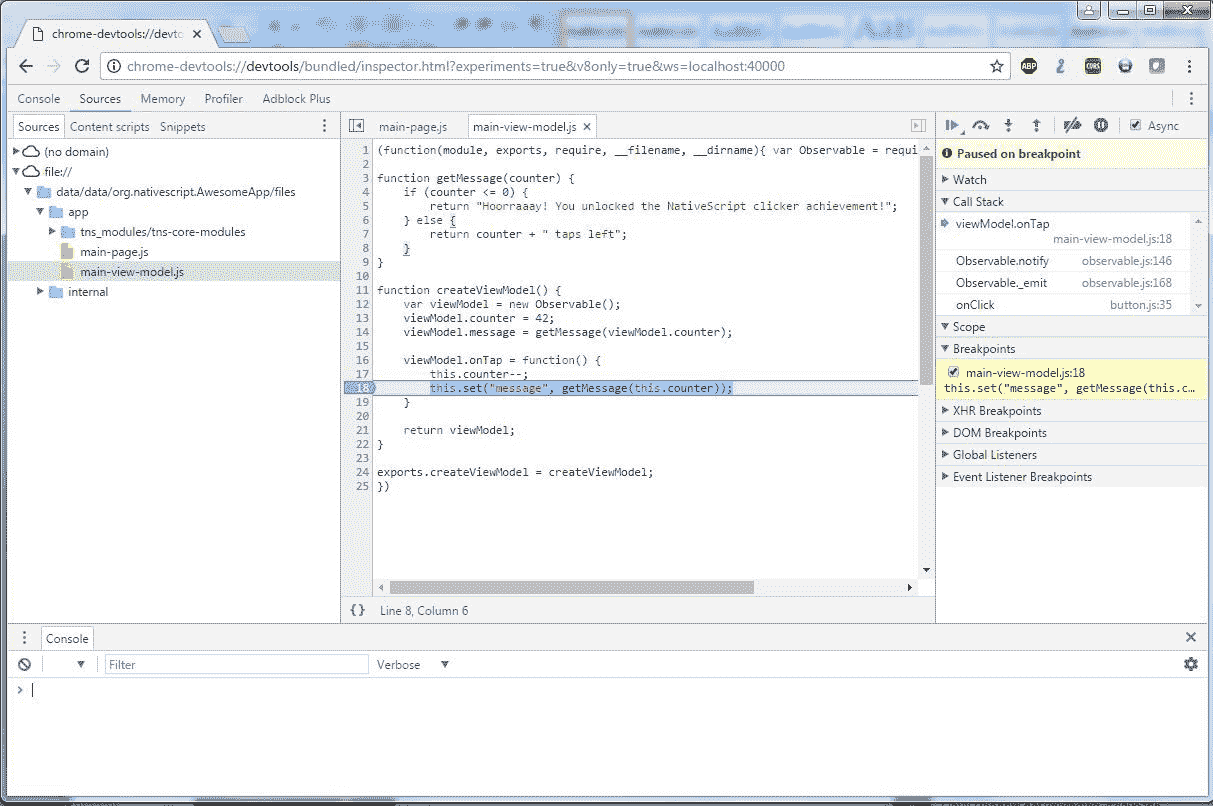 chrome-devtools://devto
chrome-devtools://devtools/bundled/inspector.html?experiments=true&v8only=true&ws=localhost:40000
ABP
CORS
Console Sources Memory Profiler Adblock Plus
Sources Content scripts Snippets
(no domain)
file://
data/data/org.nativescript.AwesomeApp/files
app
tns_modules/tns-core-modules
main-page.js
main-view-model.js
internal
main-page.js main-view-model.js
1 (function(module, exports, require, __filename, __dirname){ var Observable = requi
2
3 function getMessage(counter) {
4 if (counter <= 0) {
5 return "Hoorraaay! You unlocked the NativeScript clicker achievement!";
6 } else {
7 return counter + " taps left";
8 }
9 }
10
11 function createViewModel() {
12 var viewModel = new Observable();
13 viewModel.counter = 42;
14 viewModel.message = getMessage(viewModel.counter);
15
16 viewModel.onTap = function() {
17 this.counter--;
18 this.set("message", getMessage(this.counter));
19 }
20
21 return viewModel;
22 }
23
24 exports.createViewModel = createViewModel;
25 })
{} Line 8, Column 6
Async
Paused on breakpoint
Watch
Call Stack
viewModel.onTap
main-view-model.js:18
Observable.notify observable.js:146
Observable._emit observable.js:168
onClick button.js:35
Scope
Breakpoints
main-view-model.js:18
this.set("message", getMessage(this.c…
XHR Breakpoints
DOM Breakpoints
Global Listeners
Event Listener Breakpoints
Console
Filter Verbose